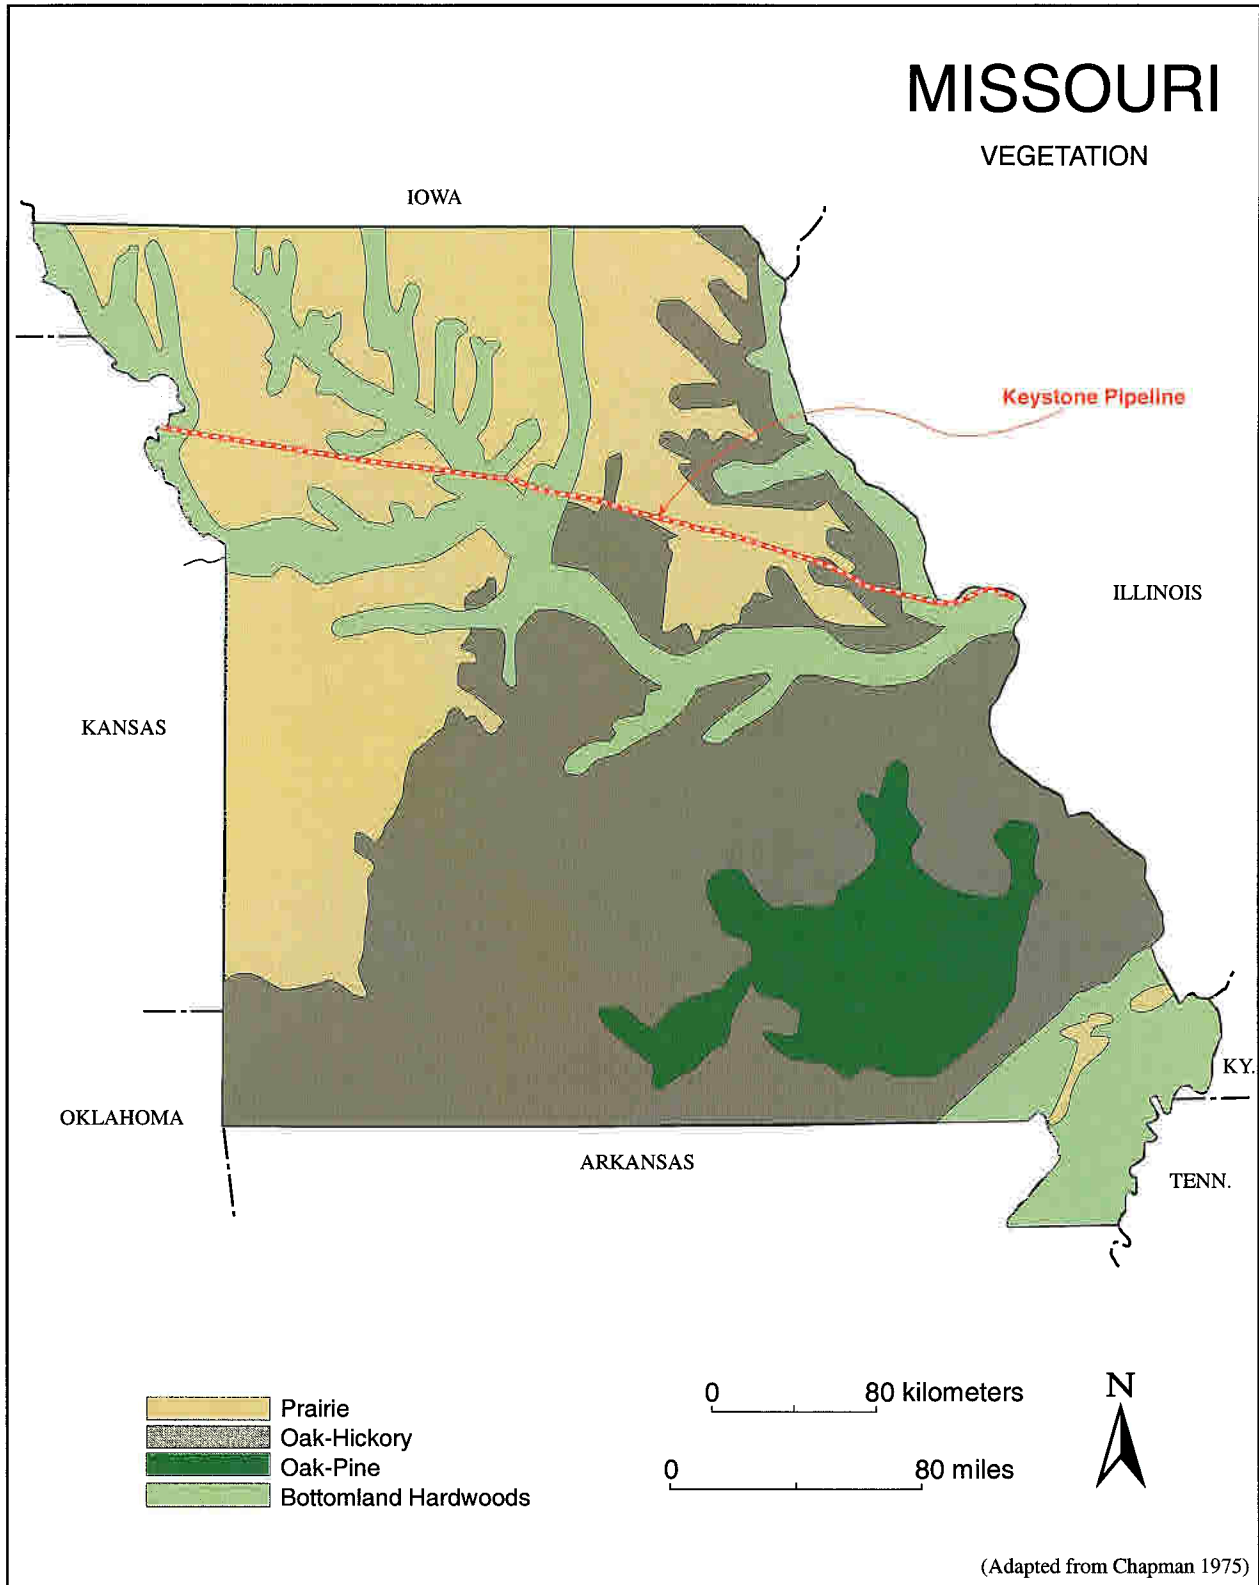 MISSOURI
VEGETATION
IOWA
Keystone Pipeline
ILLINOIS
KANSAS
KY.
OKLAHOMA
ARKANSAS
TENN.
Prairie
Oak-Hickory
Oak-Pine
Bottomland Hardwoods
0 80 kilometers
0 80 miles
N
(Adapted from Chapman 1975)